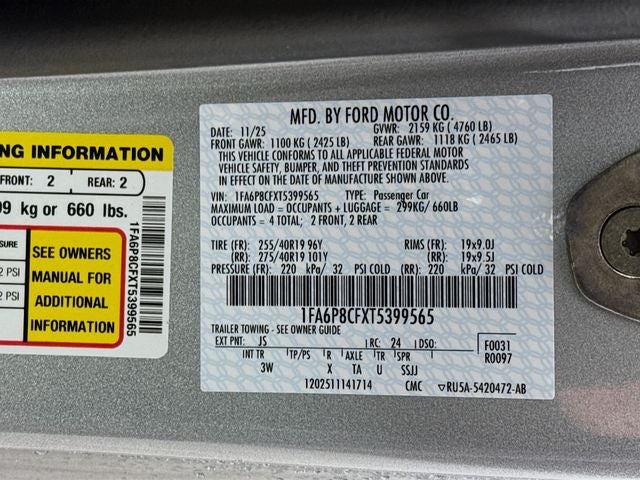 NG INFORMATION
FRONT: 2 REAR: 2
99 kg or 660 lbs.
SURE
2 PSI
2 PSI
SEE OWNERS
MANUAL FOR
ADDITIONAL
INFORMATION
1FA6P8CFXT5399565
MFD. BY FORD MOTOR CO.
DATE: 11/25 GVWR: 2159 KG ( 4760 LB)
FRONT GAWR: 1100 KG ( 2425 LB) REAR GAWR: 1118 KG ( 2465 LB)
THIS VEHICLE CONFORMS TO ALL APPLICABLE FEDERAL MOTOR
VEHICLE SAFETY, BUMPER, AND THEFT PREVENTION STANDARDS
IN EFFECT ON THE DATE OF MANUFACTURE SHOWN ABOVE.
VIN: 1FA6P8CFXT5399565 TYPE: Passenger Car
MAXIMUM LOAD = OCCUPANTS + LUGGAGE = 299KG/ 660LB
OCCUPANTS = 4 TOTAL; 2 FRONT, 2 REAR
TIRE (FR): 255/40R19 96Y RIMS (FR): 19x9.0J
(RR): 275/40R19 101Y (RR): 19x9.5J
PRESSURE (FR): 220 kPa/ 32 PSI COLD (RR): 220 kPa/ 32 PSI COLD
1FA6P8CFXT5399565
TRAILER TOWING - SEE OWNER GUIDE
EXT PNT: JS RC: 24 DSO: F0031
INT TR TP/PS R AXLE TR SPR R0097
3W X TA U SSJJ
1202511141714 CMC ▽RU5A-5420472-AB